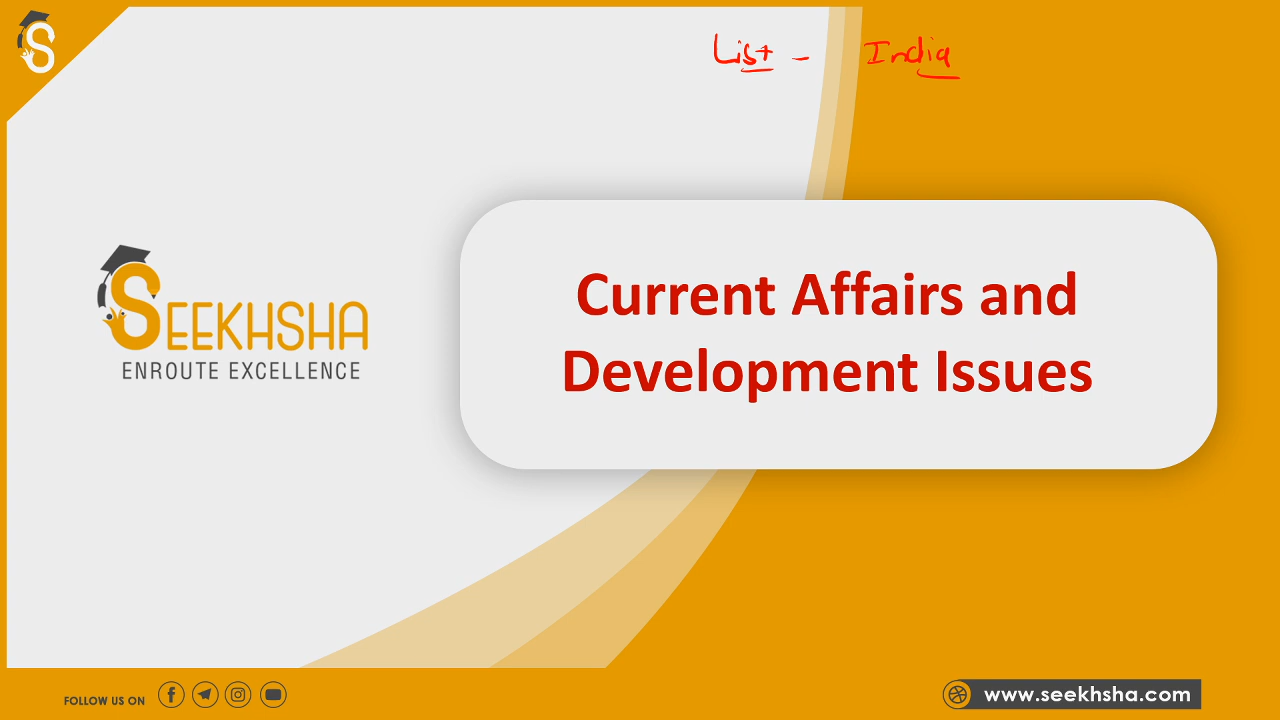 List - India
Current Affairs and
Development Issues
SEEKHSHA
ENROUTE EXCELLENCE
FOLLOW US ON
www.seekhsha.com